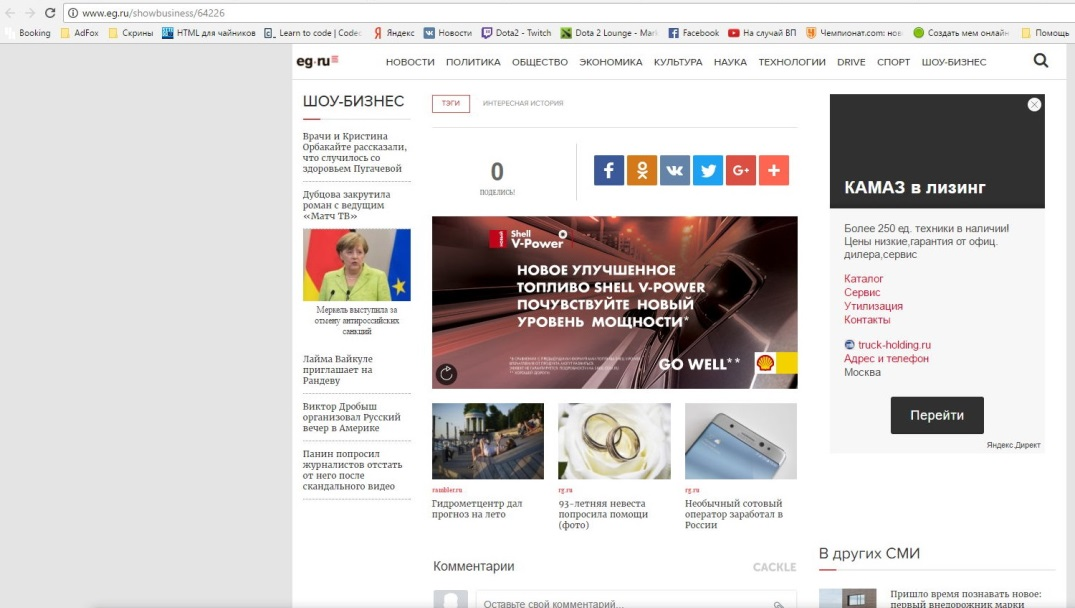 www.eg.ru/showbusiness/64226
Booking
AdFox
Скрины
HTML для чайников
Learn to code | Codec
Яндекс
Новости
Dota2 - Twitch
Dota 2 Lounge - Mark
Facebook
На случай ВП
Чемпионат.com: нов
Создать мем онлайн
Помощь
eg.ru
НОВОСТИ ПОЛИТИКА ОБЩЕСТВО ЭКОНОМИКА КУЛЬТУРА НАУКА ТЕХНОЛОГИИ DRIVE СПОРТ ШОУ-БИЗНЕС
ШОУ-БИЗНЕС
Врачи и Кристина
Орбакайте рассказали,
что случилось со
здоровьем Пугачевой
Дубцова закрутила
роман с ведущим
«Матч ТВ»
Меркель выступила за
отмену антироссийских
санкций
Лайма Вайкуле
приглашает на
Рандеву
Виктор Дробыш
организовал Русский
вечер в Америке
Панин попросил
журналистов отстать
от него после
скандального видео
ТЭГИ ИНТЕРЕСНАЯ ИСТОРИЯ
0
ПОДЕЛИСЬ!
G+
НОВЫЙ
Shell
V-Power
НОВОЕ УЛУЧШЕННОЕ
ТОПЛИВО SHELL V-POWER
ПОЧУВСТВУЙТЕ НОВЫЙ
УРОВЕНЬ МОЩНОСТИ*
GO WELL**
rambler.ru
Гидрометцентр дал
прогноз на лето
rg.ru
93-летняя невеста
попросила помощи
(фото)
rg.ru
Необычный сотовый
оператор заработал в
России
Комментарии CACKLE
Оставьте свой комментарий...
КАМАЗ в лизинг
Более 250 ед. техники в наличии!
Цены низкие,гарантия от офиц.
дилера,сервис
Каталог
Сервис
Утилизация
Контакты
truck-holding.ru
Адрес и телефон
Москва
Перейти
Яндекс.Директ
В других СМИ
Пришло время познавать новое:
первый внедорожник марки